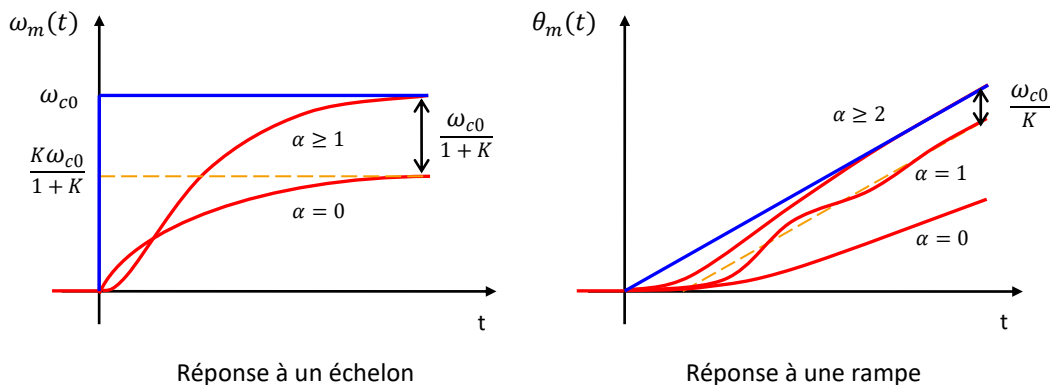 ω_m(t)
ω_c0
Kω_c0
1 + K
α ≥ 1
α = 0
ω_c0
1 + K
t
Réponse à un échelon
θ_m(t)
α ≥ 2
ω_c0
K
α = 1
α = 0
t
Réponse à une rampe